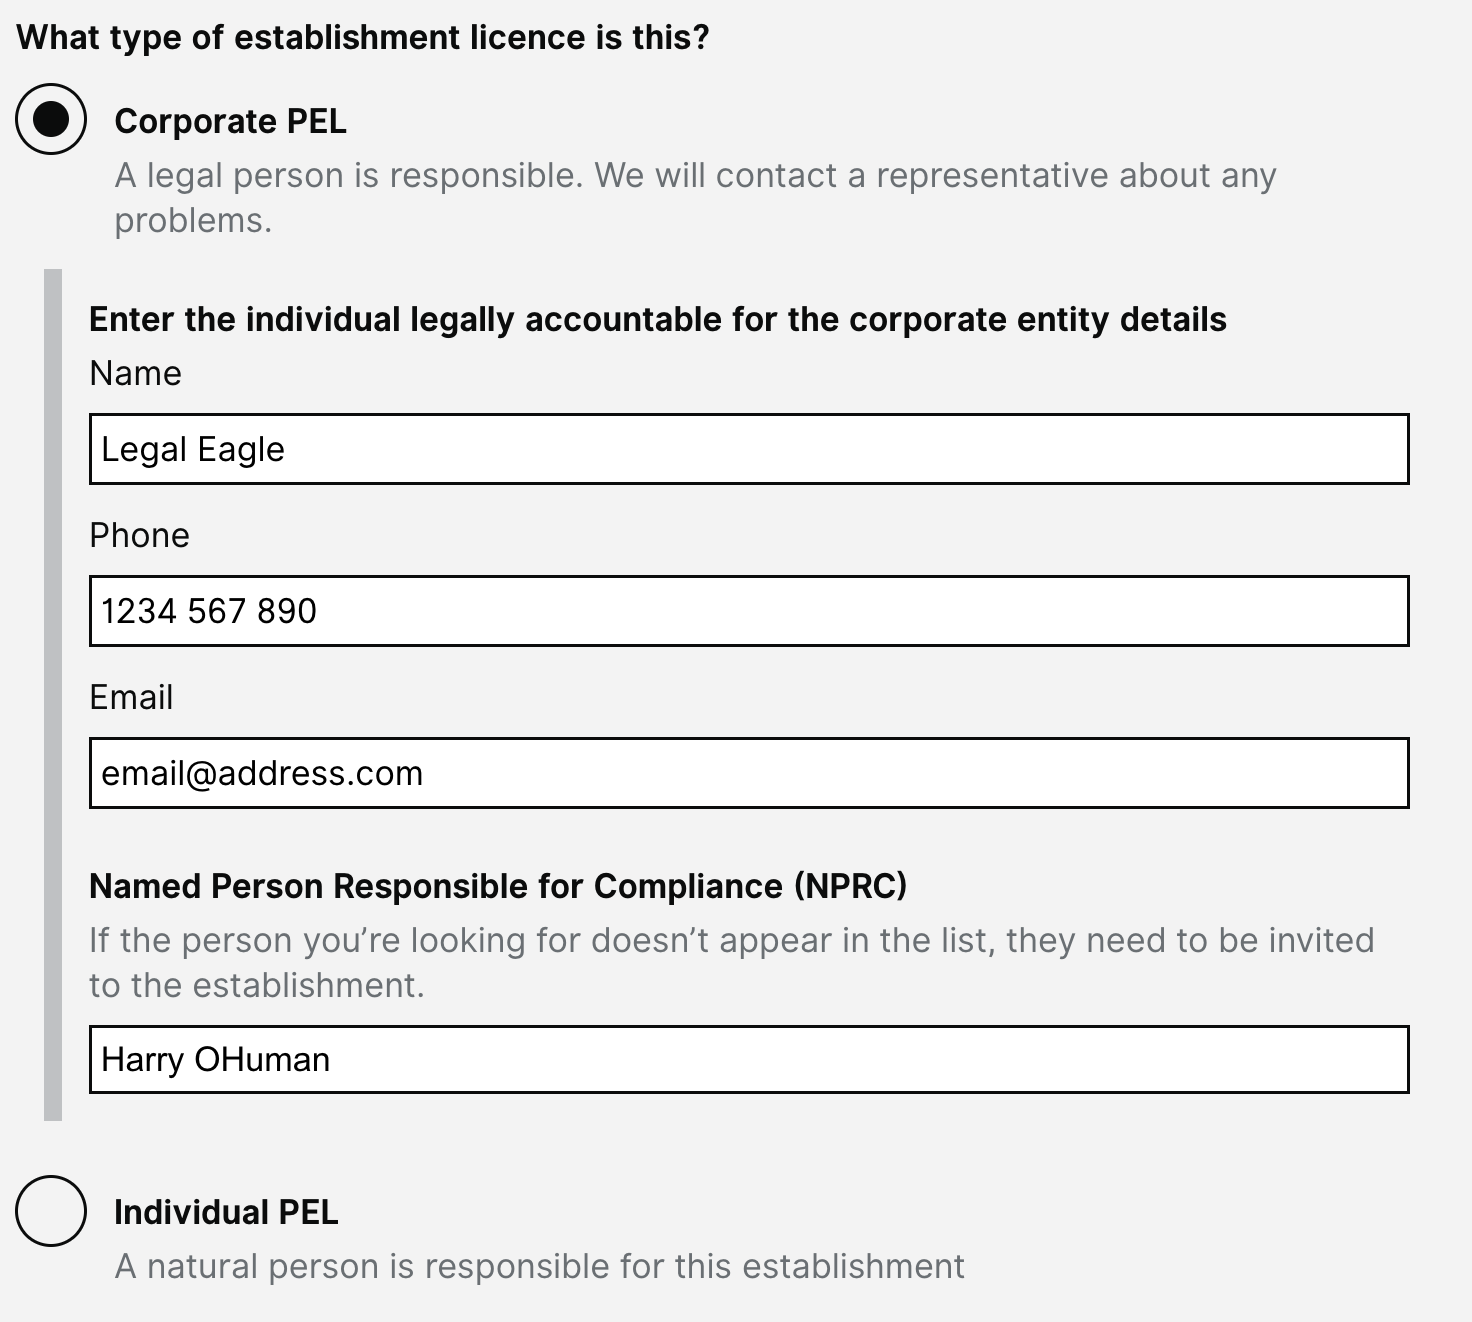 What type of establishment licence is this?
Corporate PEL
A legal person is responsible. We will contact a representative about any
problems.
Enter the individual legally accountable for the corporate entity details
Name
Legal Eagle
Phone
1234 567 890
Email
email@address.com
Named Person Responsible for Compliance (NPRC)
If the person you’re looking for doesn’t appear in the list, they need to be invited
to the establishment.
Harry OHuman
Individual PEL
A natural person is responsible for this establishment